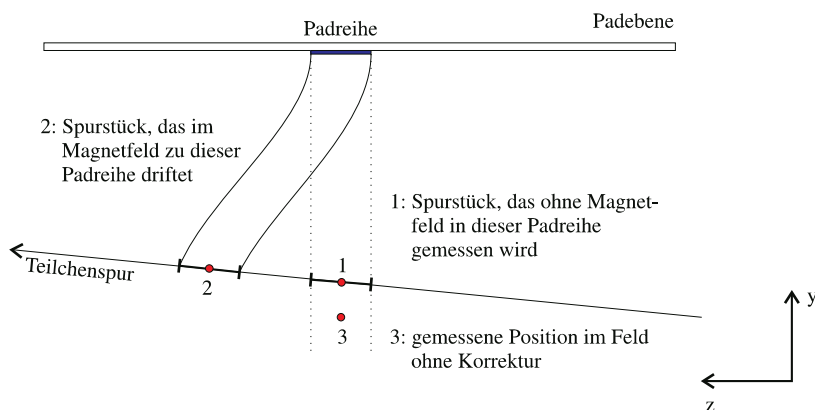 Padebene
Padreihe
2: Spurstück, das im
Magnetfeld zu dieser
Padreihe driftet
1: Spurstück, das ohne Magnet-
feld in dieser Padreihe
gemessen wird
1
Teilchenspur
2
3
3: gemessene Position im Feld
ohne Korrektur
y
z